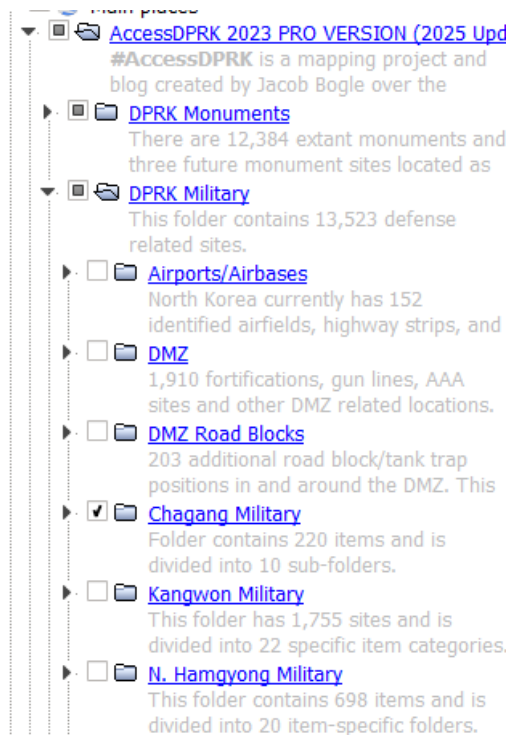 Main places
AccessDPRK 2023 PRO VERSION (2025 Upd
#AccessDPRK is a mapping project and
blog created by Jacob Bogle over the
DPRK Monuments
There are 12,384 extant monuments and
three future monument sites located as
DPRK Military
This folder contains 13,523 defense
related sites.
Airports/Airbases
North Korea currently has 152
identified airfields, highway strips, and
DMZ
1,910 fortifications, gun lines, AAA
sites and other DMZ related locations.
DMZ Road Blocks
203 additional road block/tank trap
positions in and around the DMZ. This
Chagang Military
Folder contains 220 items and is
divided into 10 sub-folders.
Kangwon Military
This folder has 1,755 sites and is
divided into 22 specific item categories.
N. Hamgyong Military
This folder contains 698 items and is
divided into 20 item-specific folders.